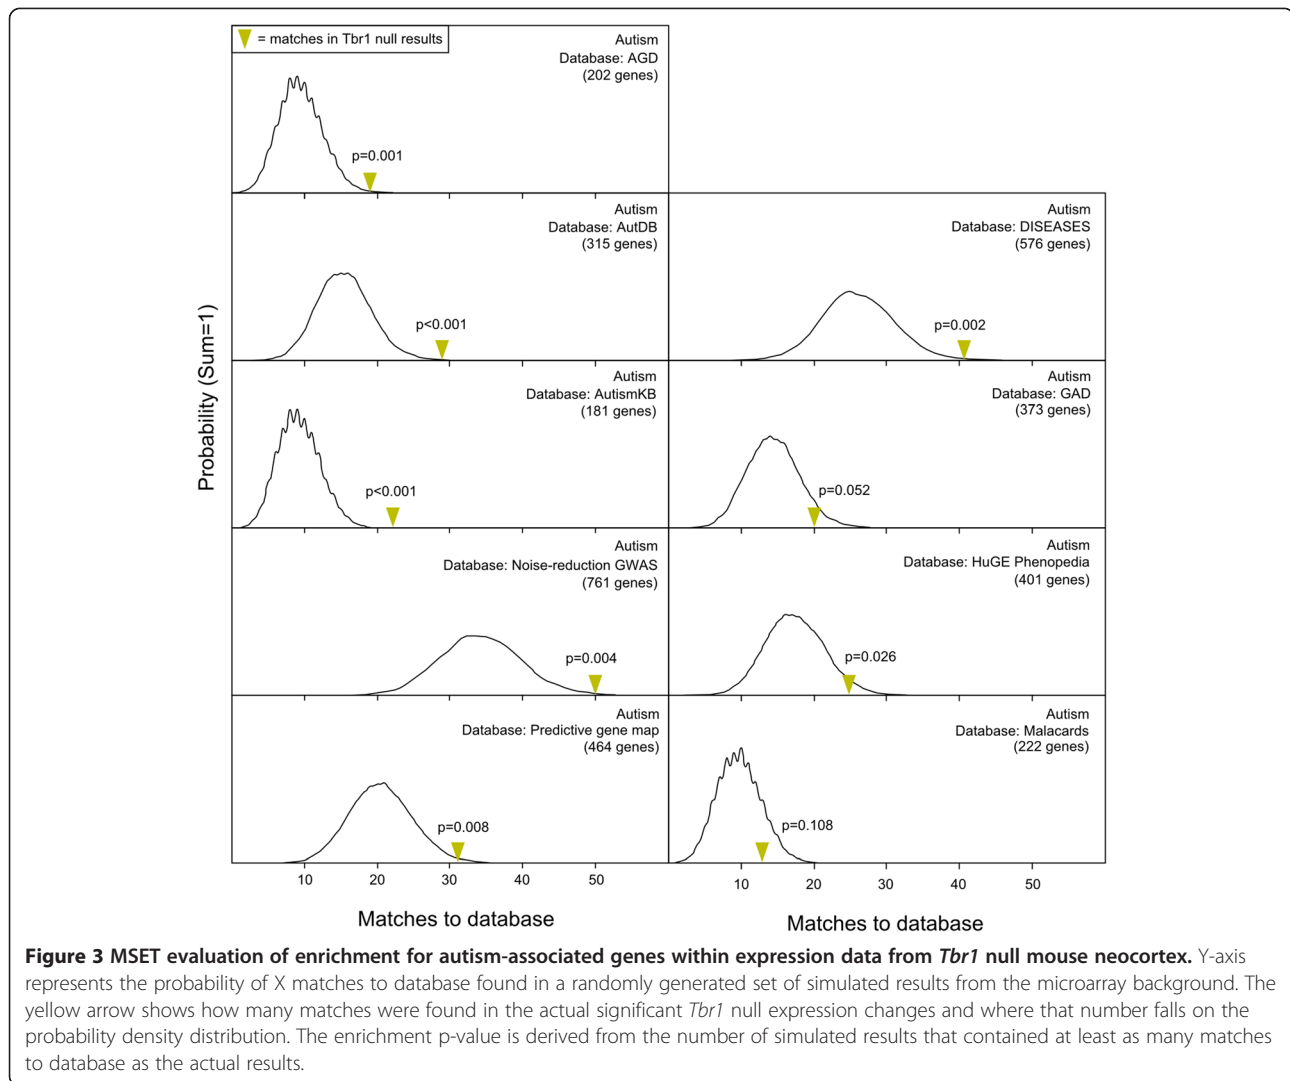 = matches in Tbr1 null results
Autism
Database: AGD
(202 genes)
p=0.001
Autism
Database: AutDB
(315 genes)
p<0.001
Autism
Database: DISEASES
(576 genes)
p=0.002
Autism
Database: AutismKB
(181 genes)
p<0.001
Autism
Database: GAD
(373 genes)
p=0.052
Autism
Database: Noise-reduction GWAS
(761 genes)
p=0.004
Autism
Database: HuGE Phenopedia
(401 genes)
p=0.026
Autism
Database: Predictive gene map
(464 genes)
p=0.008
Autism
Database: Malacards
(222 genes)
p=0.108
Probability (Sum=1)
10 20 30 40 50
10 20 30 40 50
Matches to database
Matches to database
Figure 3 MSET evaluation of enrichment for autism-associated genes within expression data from Tbr1 null mouse neocortex. Y-axis
represents the probability of X matches to database found in a randomly generated set of simulated results from the microarray background. The
yellow arrow shows how many matches were found in the actual significant Tbr1 null expression changes and where that number falls on the
probability density distribution. The enrichment p-value is derived from the number of simulated results that contained at least as many matches
to database as the actual results.